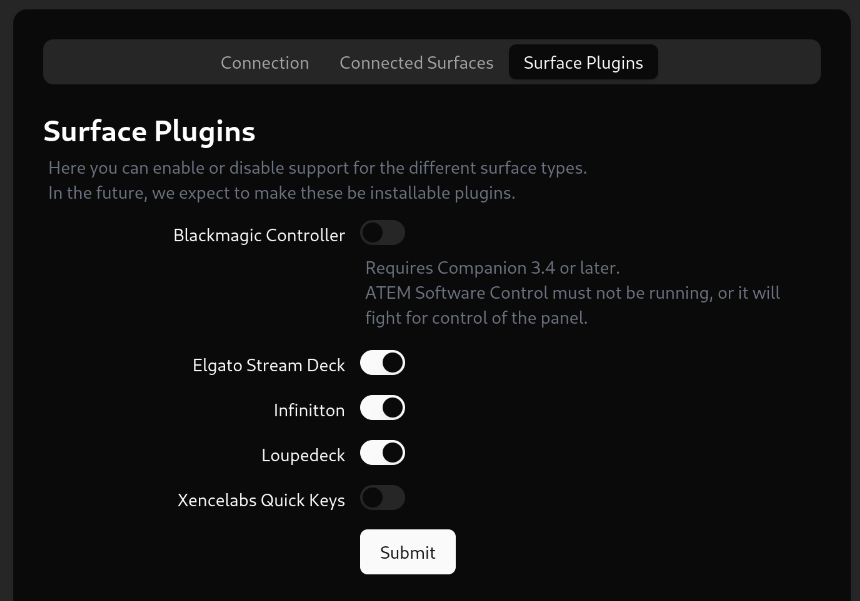 Connection Connected Surfaces Surface Plugins
Surface Plugins
Here you can enable or disable support for the different surface types.
In the future, we expect to make these be installable plugins.
Blackmagic Controller
Requires Companion 3.4 or later.
ATEM Software Control must not be running, or it will
fight for control of the panel.
Elgato Stream Deck
Infinitton
Loupedeck
Xencelabs Quick Keys
Submit